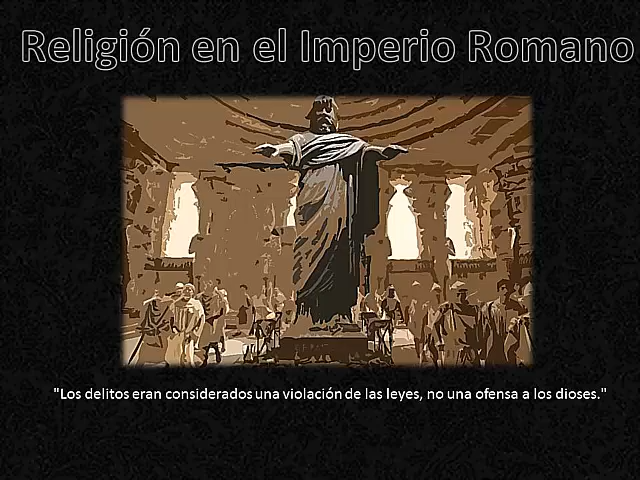 Religión en el Imperio Romano
"Los delitos eran considerados una violación de las leyes, no una ofensa a los dioses."